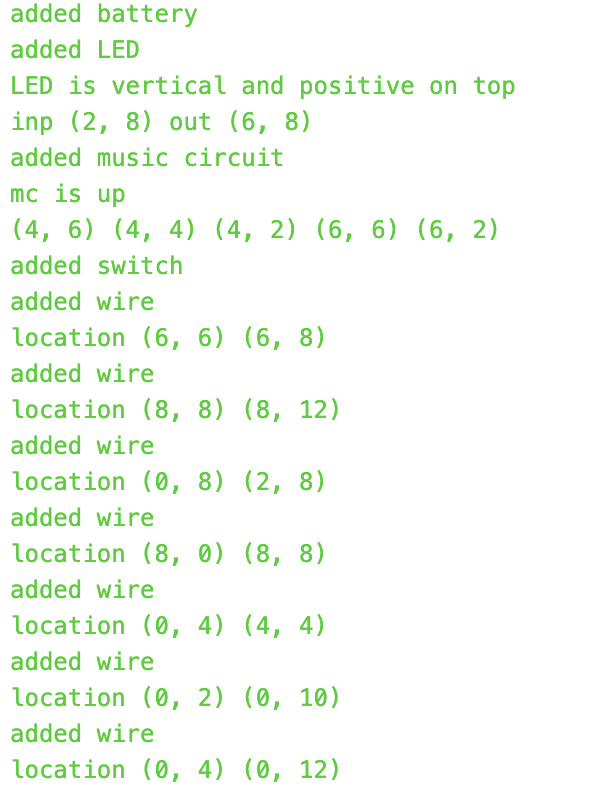 added battery
added LED
LED is vertical and positive on top
inp (2, 8) out (6, 8)
added music circuit
mc is up
(4, 6) (4, 4) (4, 2) (6, 6) (6, 2)
added switch
added wire
location (6, 6) (6, 8)
added wire
location (8, 8) (8, 12)
added wire
location (0, 8) (2, 8)
added wire
location (8, 0) (8, 8)
added wire
location (0, 4) (4, 4)
added wire
location (0, 2) (0, 10)
added wire
location (0, 4) (0, 12)